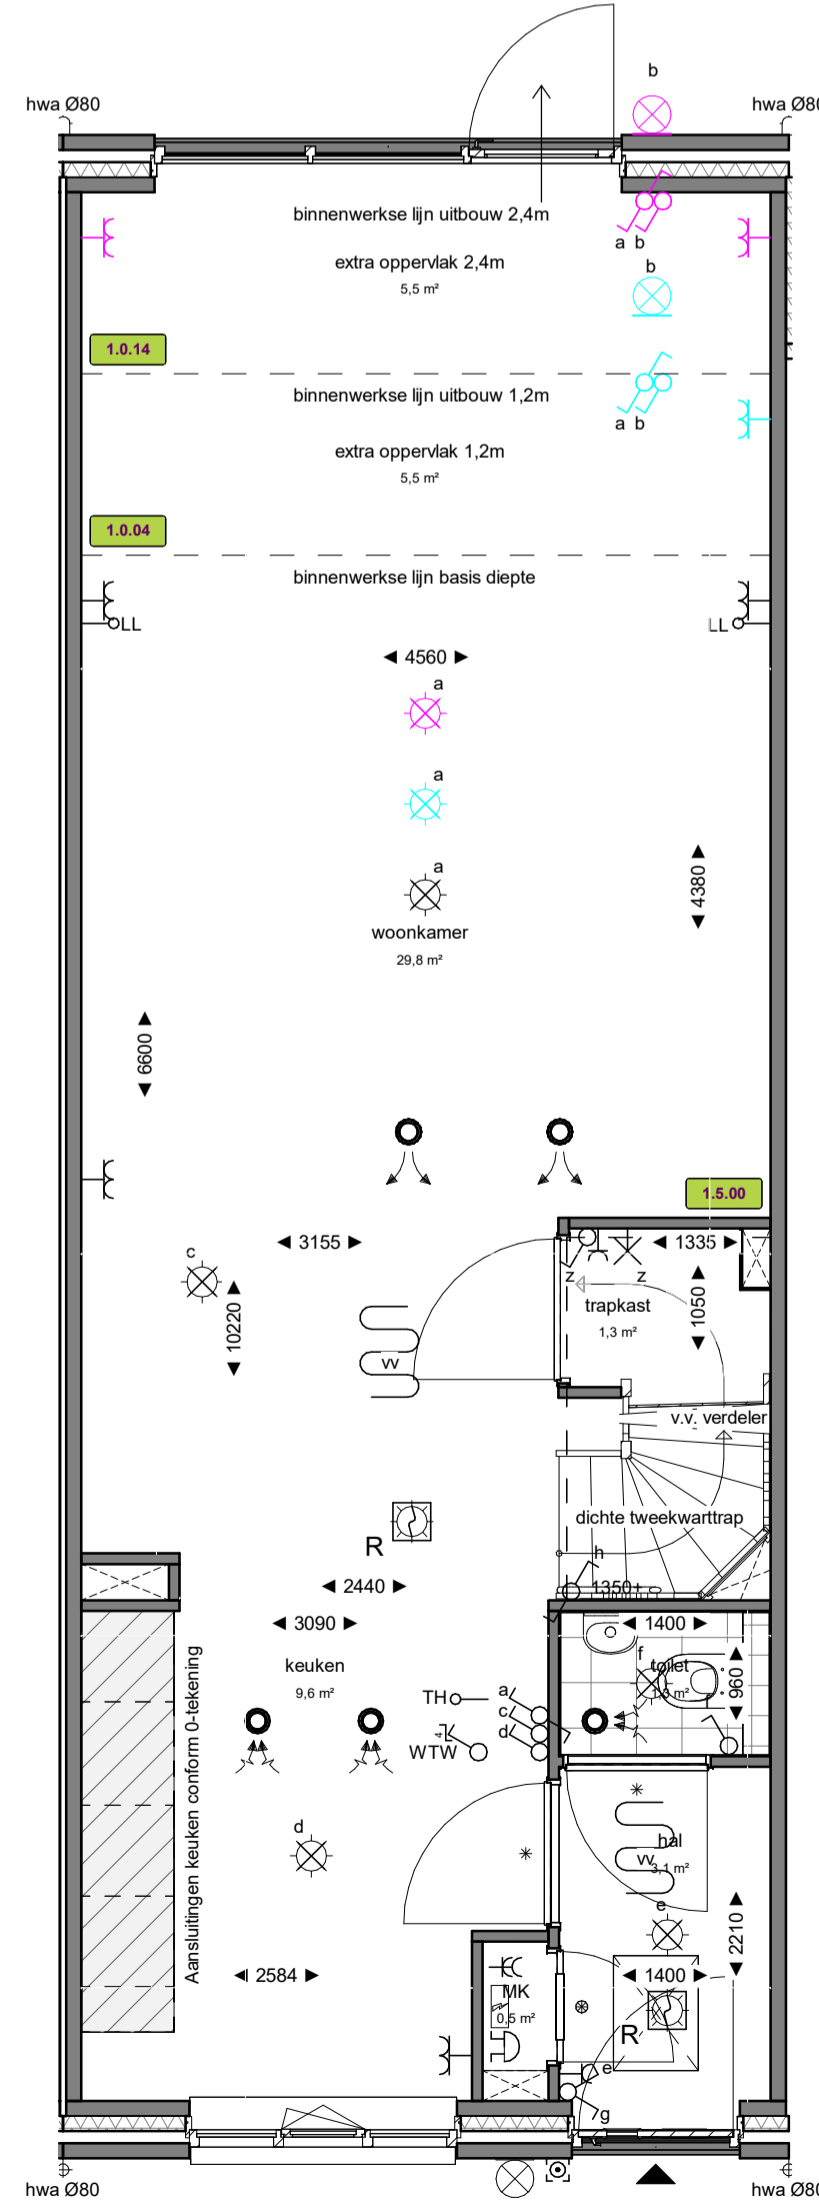 b
hwa Ø80
hwa Ø80
binnenwerkse lijn uitbouw 2,4m
a b
extra oppervlak 2,4m
b
5,5 m²
1.0.14
binnenwerkse lijn uitbouw 1,2m
a b
extra oppervlak 1,2m
5,5 m²
1.0.04
binnenwerkse lijn basis diepte
LL
LL
4560
a
a
a
4380
woonkamer
29,8 m²
6600
1.5.00
3155
1335
c
z
z
trapkast
1,3 m²
1050
10220
vv
v.v. verdeler
dichte tweekwarttrap
R
h
1350+
2440
3090
1400
keuken
9,6 m²
f
toilet
1,3 m²
960
Aansluitingen keuken conform 0-tekening
TH
a
c
d
4
WTW
d
hal
vv
3,1 m²
e
2210
2584
1400
MK
0,5 m²
R
e
g
hwa Ø80
hwa Ø80